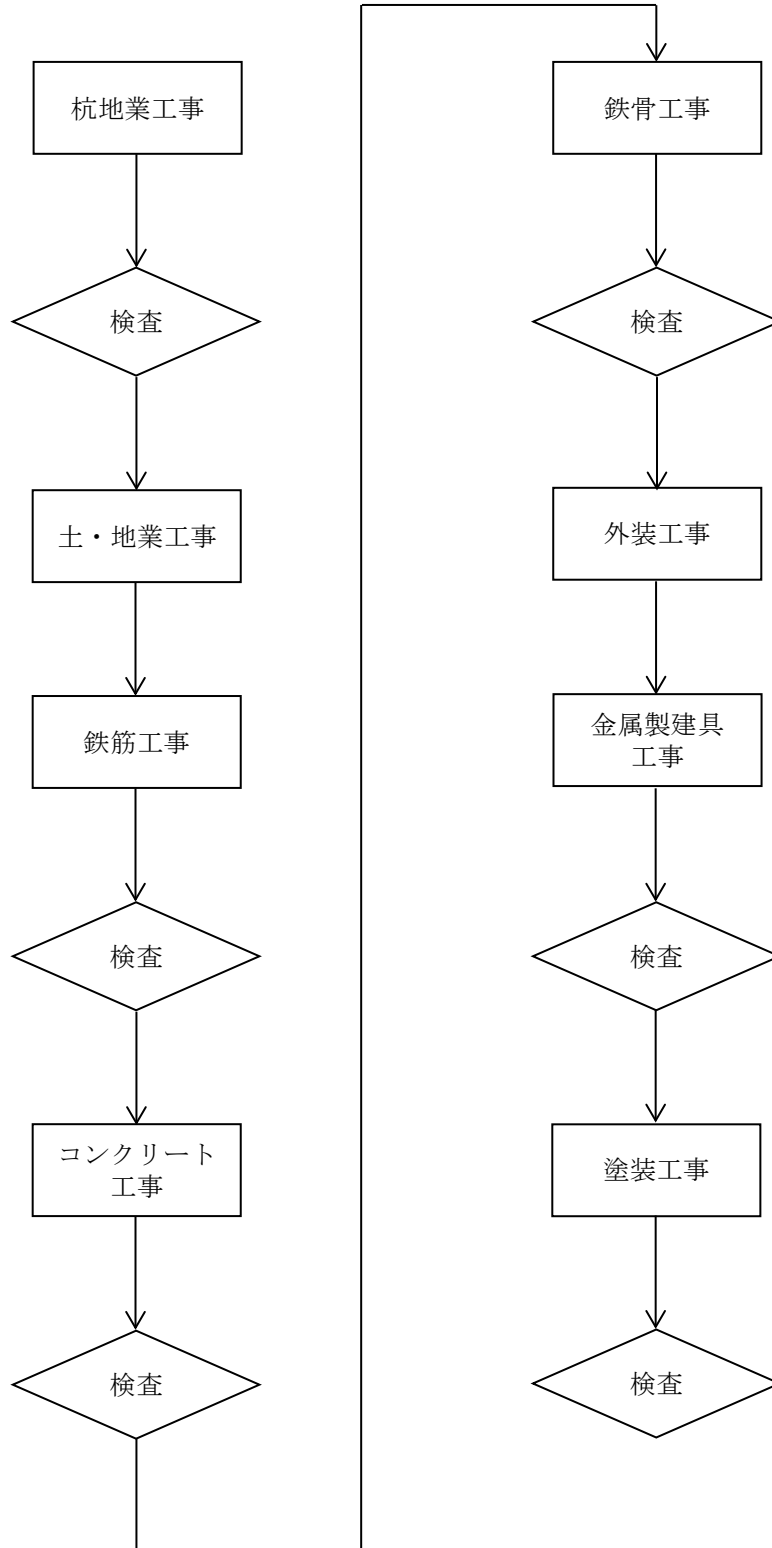 杭地業工事
検査
土・地業工事
鉄筋工事
検査
コンクリート
工事
検査
鉄骨工事
検査
外装工事
金属製建具
工事
検査
塗装工事
検査